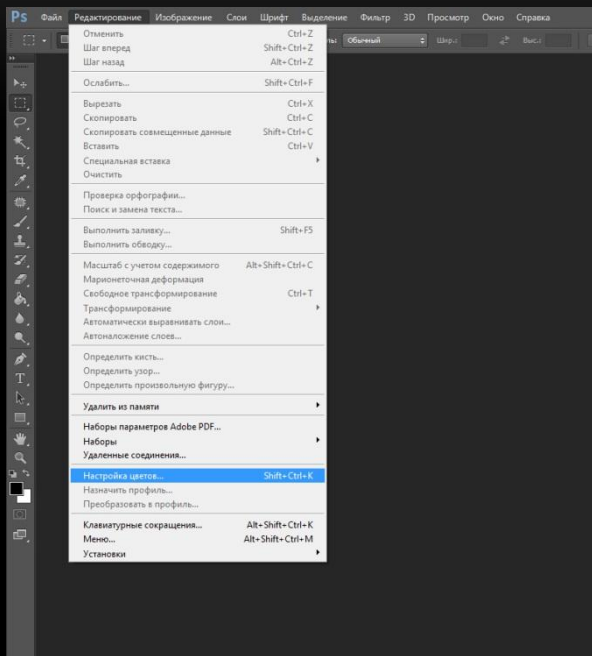 Ps Файл Редактирование Изображение Слои Шрифт Выделение Фильтр 3D Просмотр Окно Справка
Обычный Шир.: Выс.:
Отменить Ctrl+Z
Шаг вперед Shift+Ctrl+Z
Шаг назад Alt+Ctrl+Z
Ослабить... Shift+Ctrl+F
Вырезать Ctrl+X
Скопировать Ctrl+C
Скопировать совмещенные данные Shift+Ctrl+C
Вставить Ctrl+V
Специальная вставка
Очистить
Проверка орфографии...
Поиск и замена текста...
Выполнить заливку... Shift+F5
Выполнить обводку...
Масштаб с учетом содержимого Alt+Shift+Ctrl+C
Марионеточная деформация
Свободное трансформирование Ctrl+T
Трансформирование
Автоматически выравнивать слои...
Автоналожение слоев...
Определить кисть...
Определить узор...
Определить произвольную фигуру...
Удалить из памяти
Наборы параметров Adobe PDF...
Наборы
Удаленные соединения...
Настройка цветов... Shift+Ctrl+K
Назначить профиль...
Преобразовать в профиль...
Клавиатурные сокращения... Alt+Shift+Ctrl+K
Меню... Alt+Shift+Ctrl+M
Установки